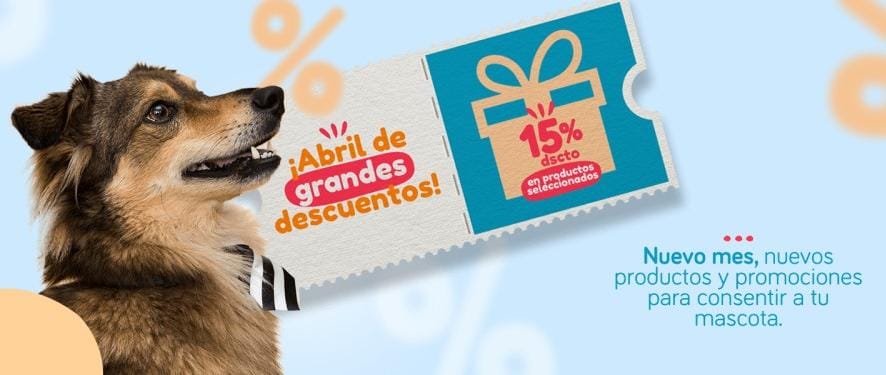 ¡Abril de
grandes
descuentos!
15%
dscto
en productos
seleccionados
Nuevo mes, nuevos
productos y promociones
para consentir a tu
mascota.